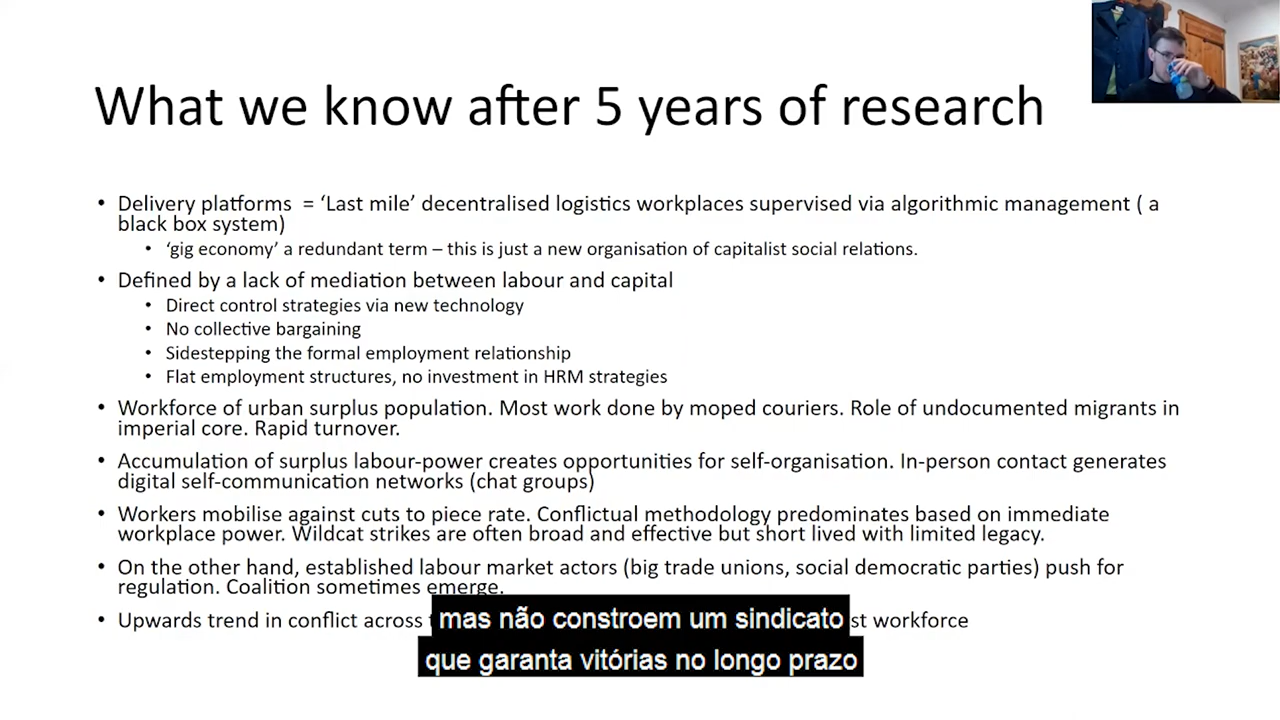 What we know after 5 years of research
• Delivery platforms = ‘Last mile’ decentralised logistics workplaces supervised via algorithmic management ( a
black box system)
• ‘gig economy’ a redundant term – this is just a new organisation of capitalist social relations.
• Defined by a lack of mediation between labour and capital
• Direct control strategies via new technology
• No collective bargaining
• Sidestepping the formal employment relationship
• Flat employment structures, no investment in HRM strategies
• Workforce of urban surplus population. Most work done by moped couriers. Role of undocumented migrants in
imperial core. Rapid turnover.
• Accumulation of surplus labour-power creates opportunities for self-organisation. In-person contact generates
digital self-communication networks (chat groups)
• Workers mobilise against cuts to piece rate. Conflictual methodology predominates based on immediate
workplace power. Wildcat strikes are often broad and effective but short lived with limited legacy.
• On the other hand, established labour market actors (big trade unions, social democratic parties) push for
regulation. Coalition sometimes emerge.
• Upwards trend in conflict across st workforce
mas não constroem um sindicato
que garanta vitórias no longo prazo